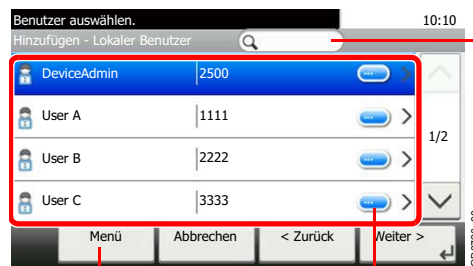 Benutzer auswählen. 10:10
Hinzufügen - Lokaler Benutzer
DeviceAdmin 2500
User A 1111
1/2
User B 2222
User C 3333
Menü Abbrechen < Zurück Weiter >